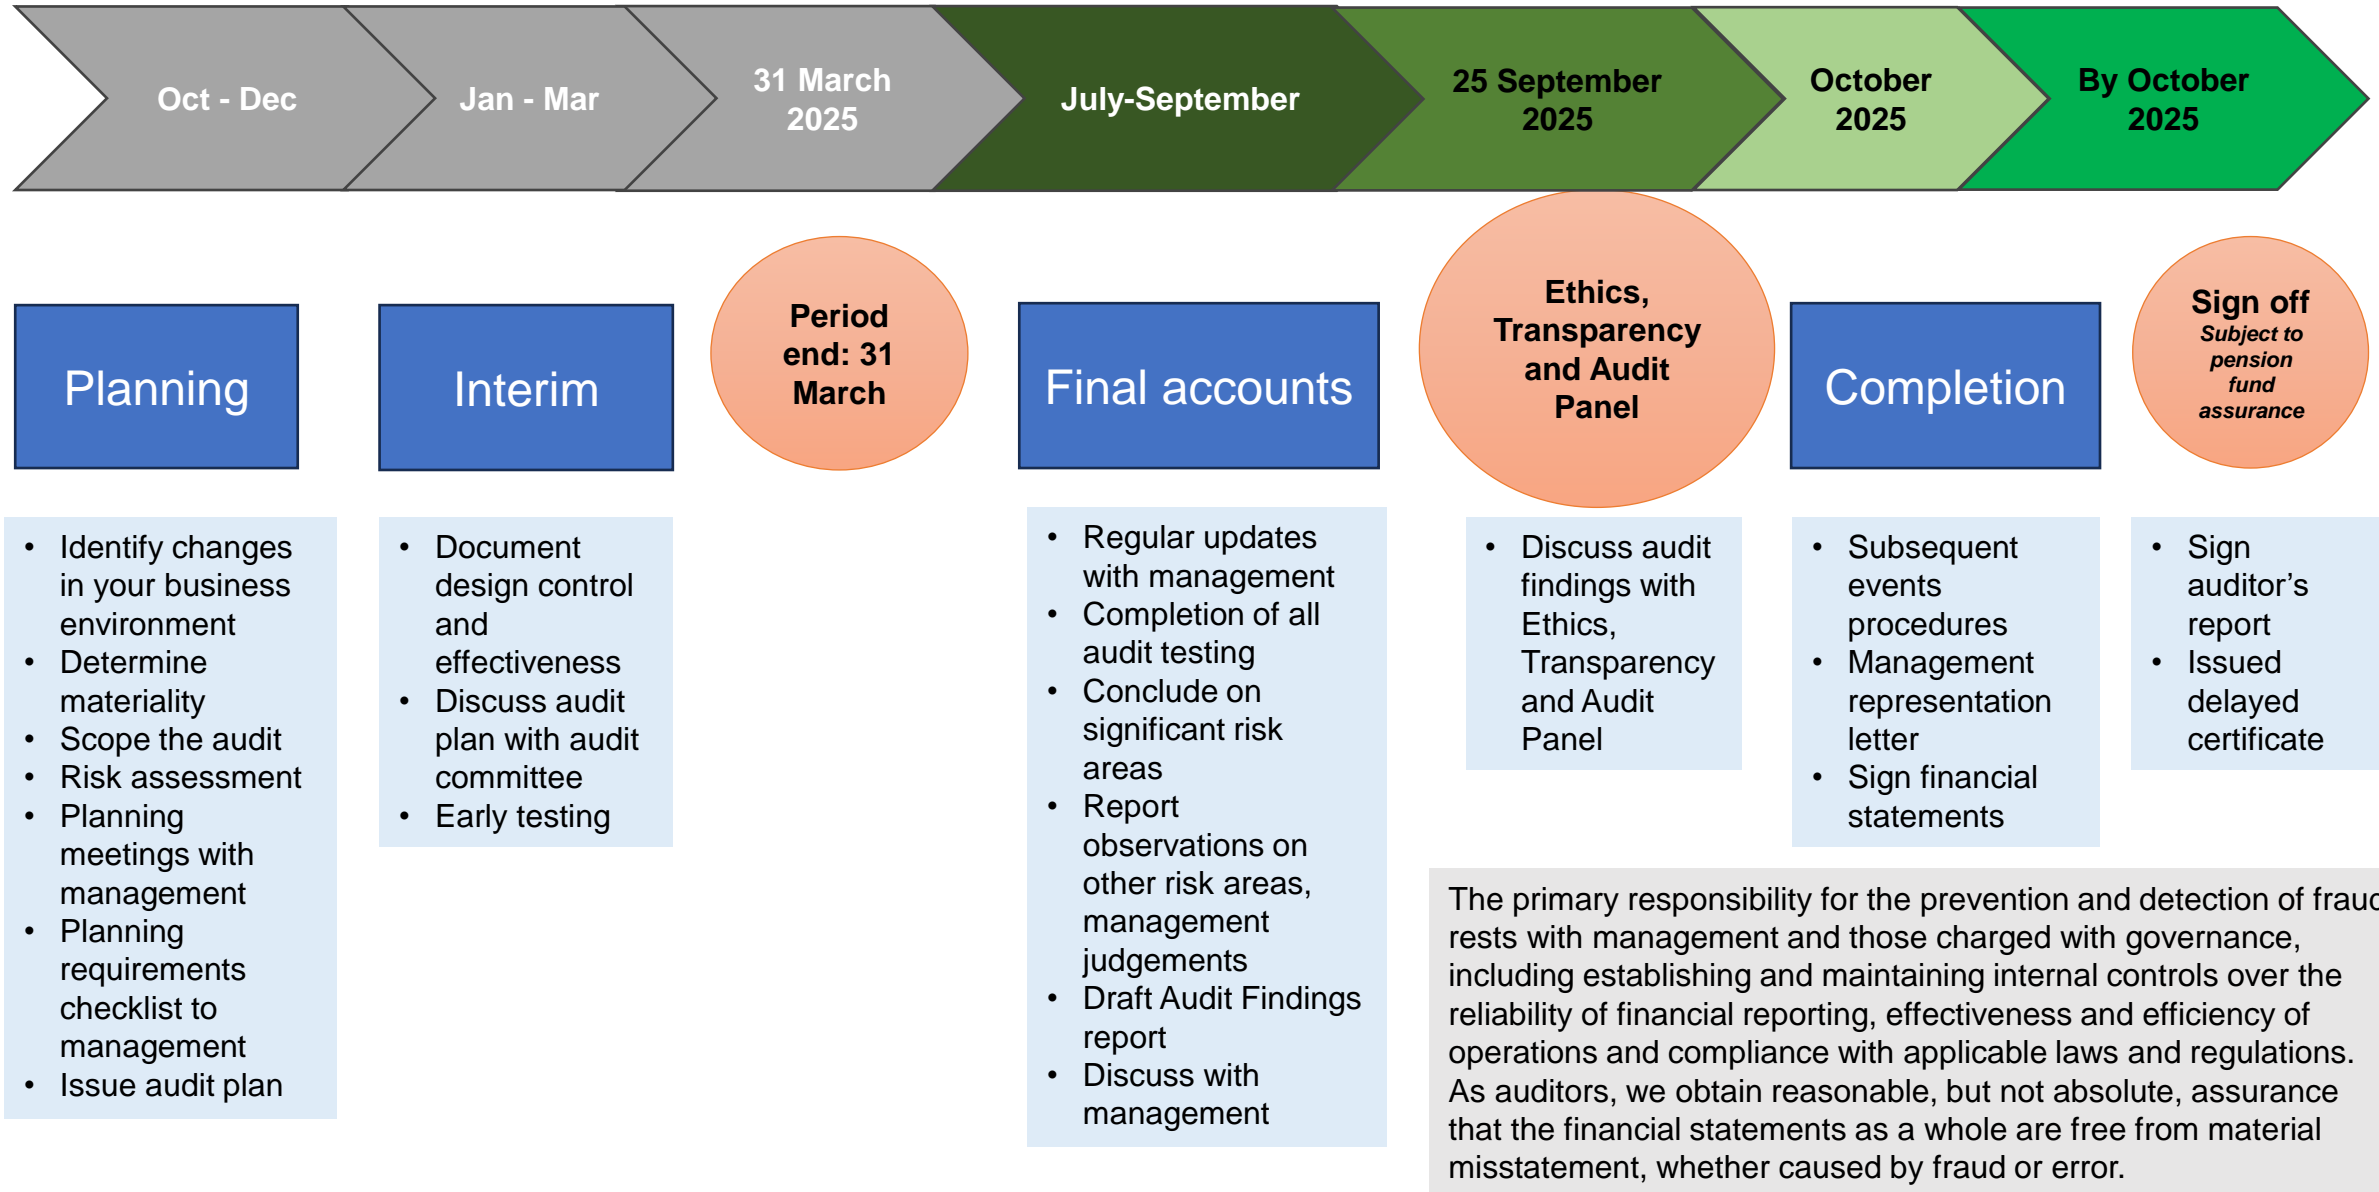 Oct - Dec
Jan - Mar
31 March
2025
July-September
25 September
2025
October
2025
By October
2025
Planning
Interim
Period
end: 31
March
Final accounts
Ethics,
Transparency
and Audit
Panel
Completion
Sign off
Subject to
pension
fund
assurance
• Identify changes
in your business
environment
• Determine
materiality
• Scope the audit
• Risk assessment
• Planning
meetings with
management
• Planning
requirements
checklist to
management
• Issue audit plan
• Document
design control
and
effectiveness
• Discuss audit
plan with audit
committee
• Early testing
• Regular updates
with management
• Completion of all
audit testing
• Conclude on
significant risk
areas
• Report
observations on
other risk areas,
management
judgements
• Draft Audit Findings
report
• Discuss with
management
• Discuss audit
findings with
Ethics,
Transparency
and Audit
Panel
• Subsequent
events
procedures
• Management
representation
letter
• Sign financial
statements
• Sign
auditor’s
report
• Issued
delayed
certificate
The primary responsibility for the prevention and detection of fraud
rests with management and those charged with governance,
including establishing and maintaining internal controls over the
reliability of financial reporting, effectiveness and efficiency of
operations and compliance with applicable laws and regulations.
As auditors, we obtain reasonable, but not absolute, assurance
that the financial statements as a whole are free from material
misstatement, whether caused by fraud or error.